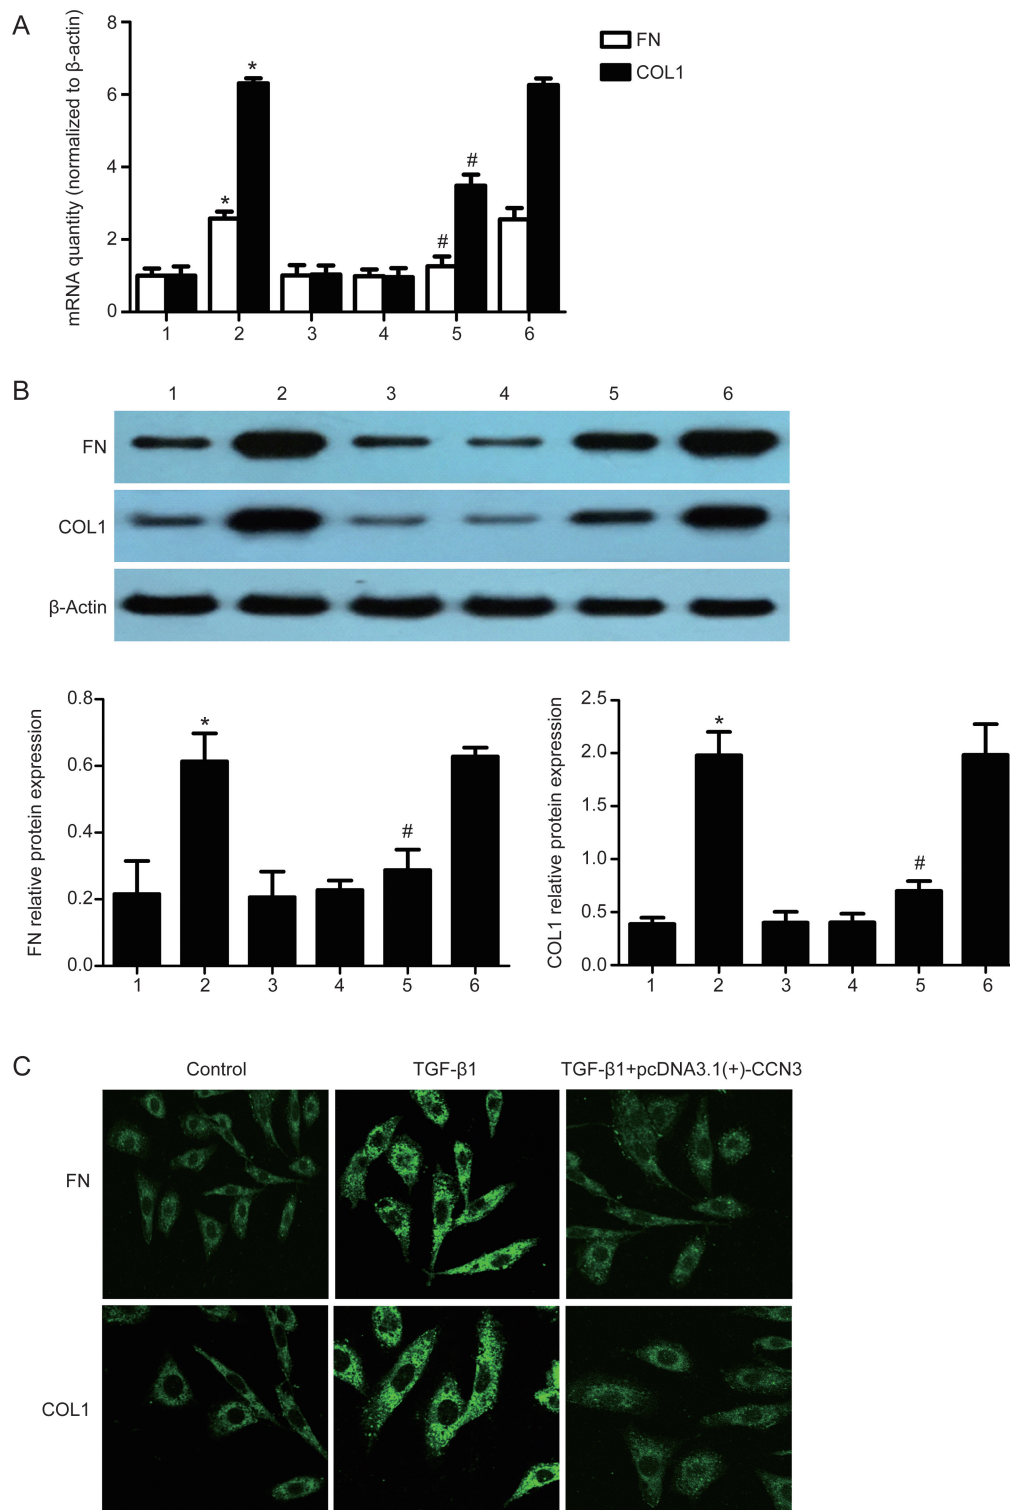 A
mRNA quantity (normalized to β-actin)
8
6
4
2
0
*
*
#
#
1 2 3 4 5 6
FN
COL1
B
1 2 3 4 5 6
FN
COL1
β-Actin
FN relative protein expression
0.8
0.6
0.4
0.2
0.0
*
#
1 2 3 4 5 6
COL1 relative protein expression
2.5
2.0
1.5
1.0
0.5
0.0
*
#
1 2 3 4 5 6
C
Control TGF-β1 TGF-β1+pcDNA3.1(+)-CCN3
FN
COL1